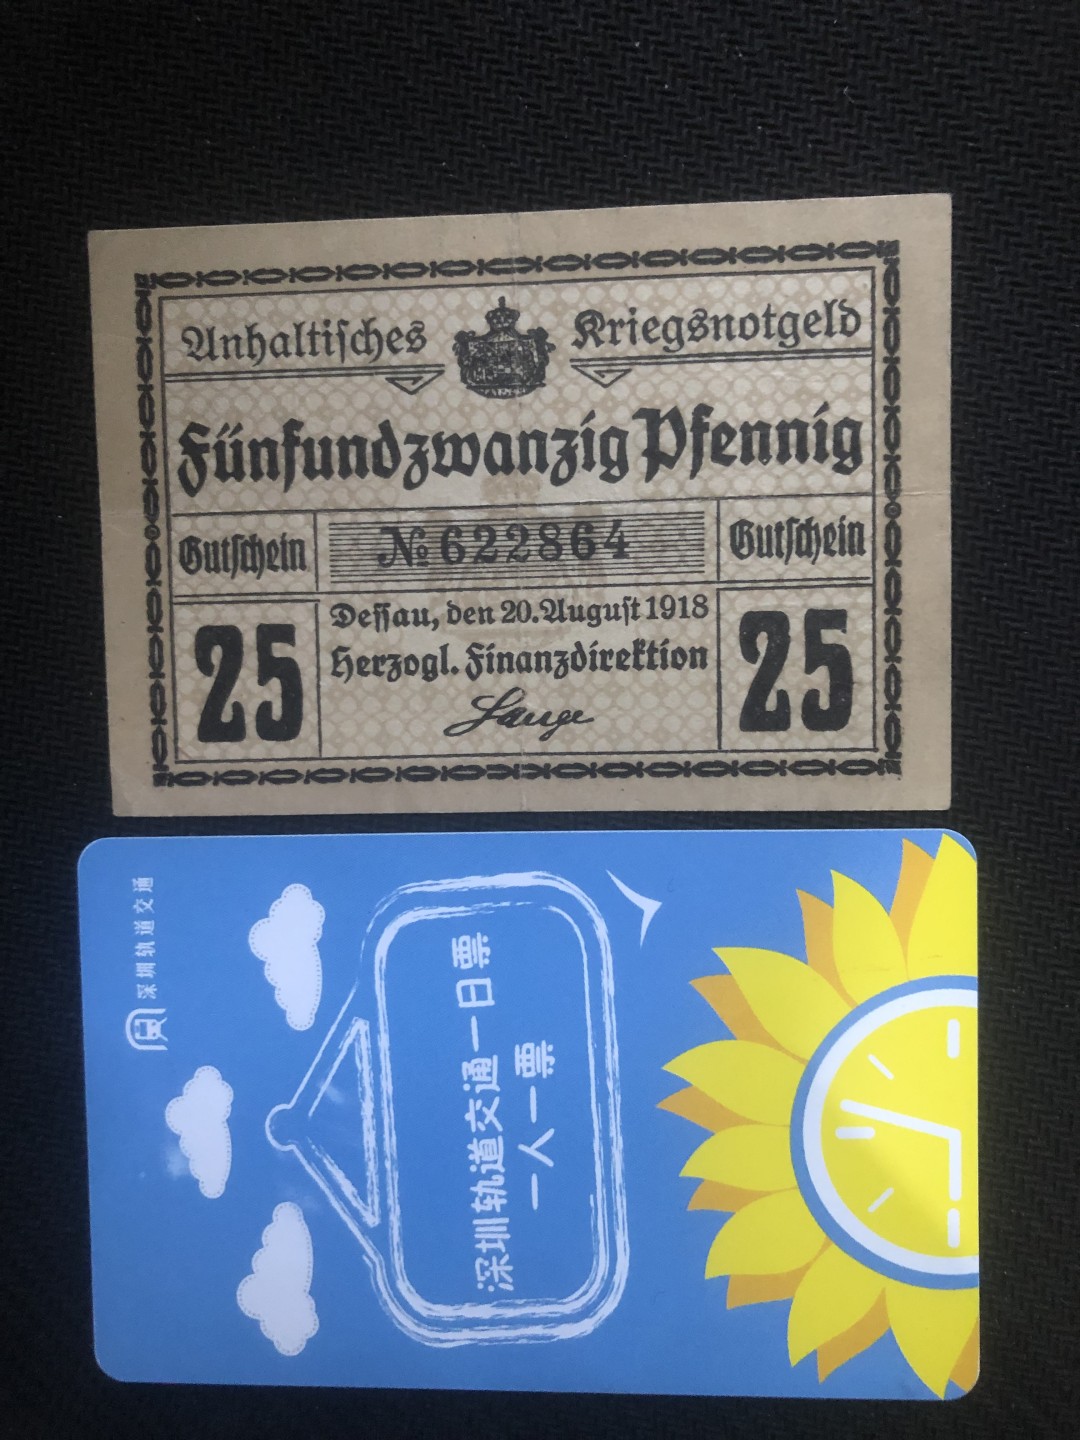 Anhaltisches Kriegsnotgeld
Fünfundzwanzig Pfennig
Gutschein № 622864 Gutschein
25 Dessau, den 20. August 1918 25
Herzogl. Finanzdirektion
Lange
深圳轨道交通
深圳轨道交通一日票
一人一票